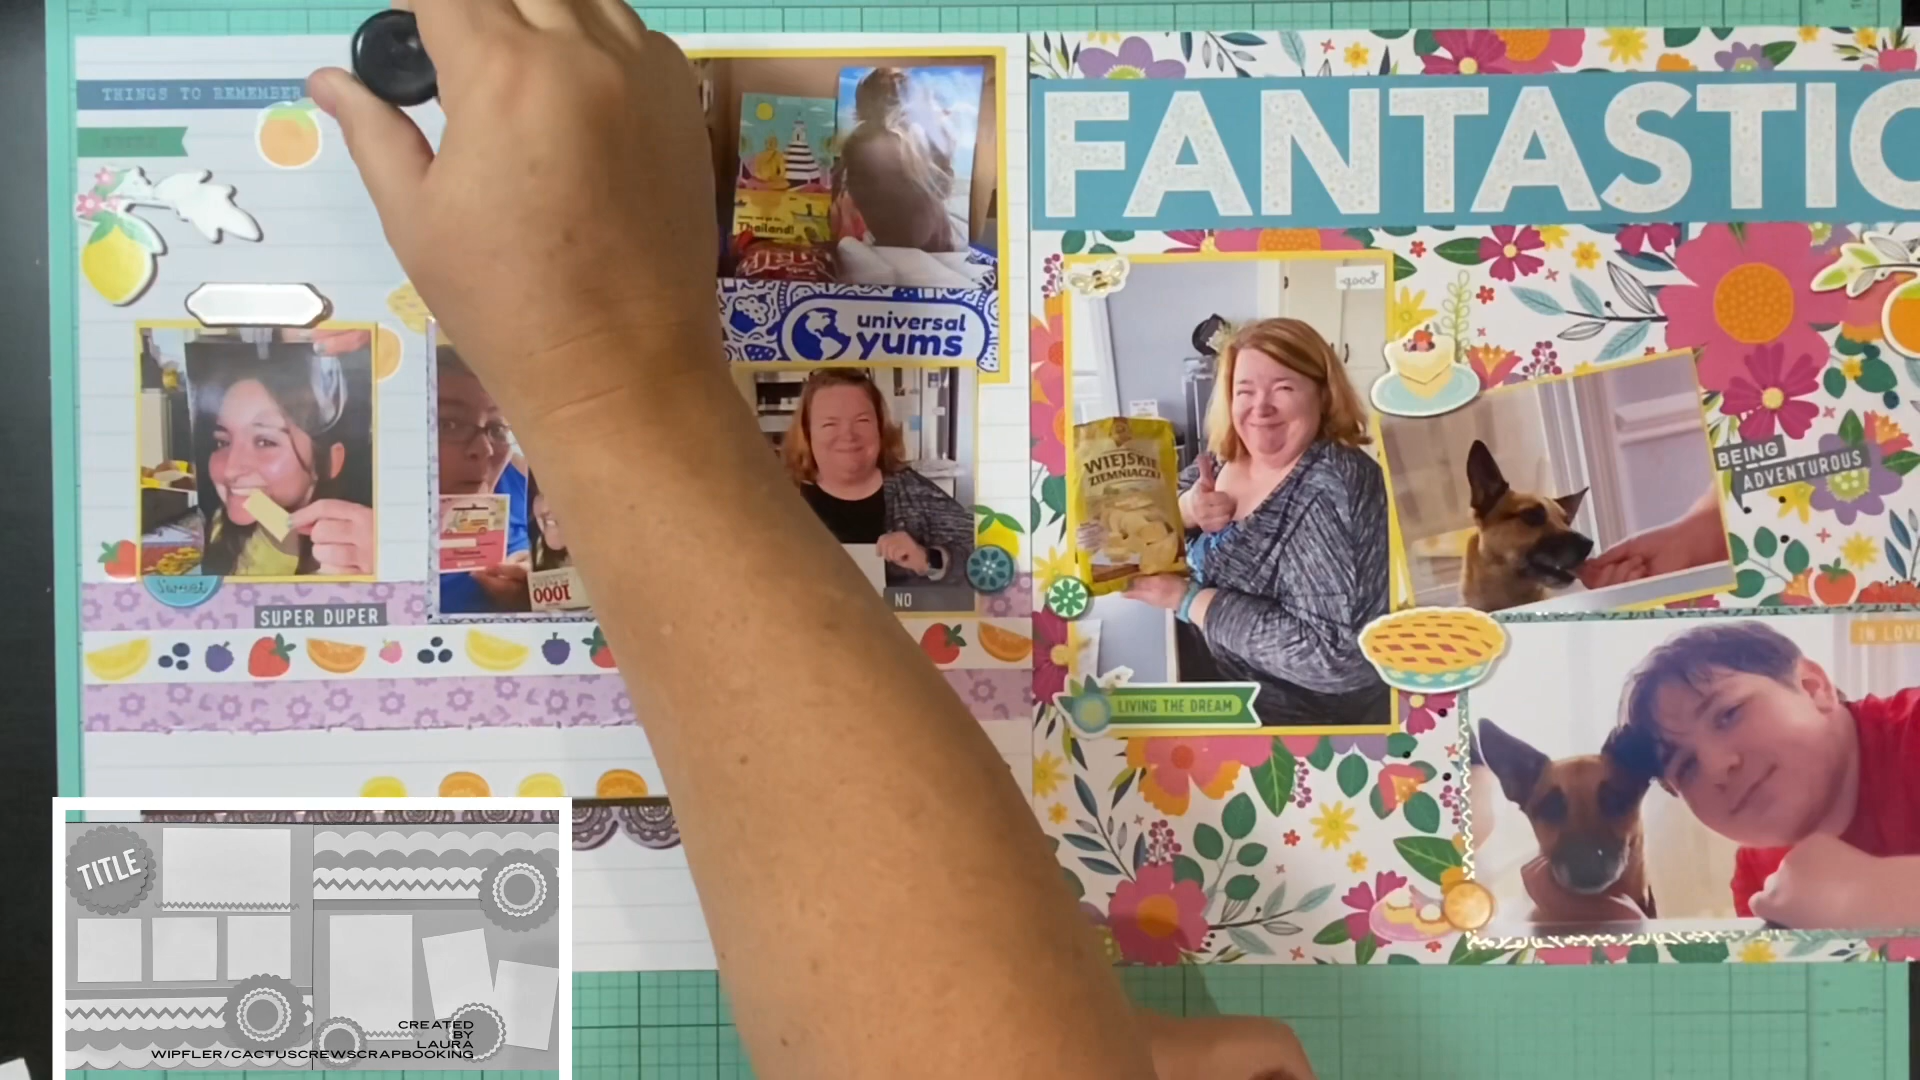 THINGS TO REMEMBER
FANTASTIC
Thailand!
universal
yums
good
WIEJSKIE
ZIEMNIACZKI
BEING
ADVENTUROUS
Sweet
SUPER DUPER
1000
NO
IN LOVE
LIVING THE DREAM
TITLE
CREATED
BY
LAURA
WIPFLER/CACTUSCREWSCRAPBOOKING